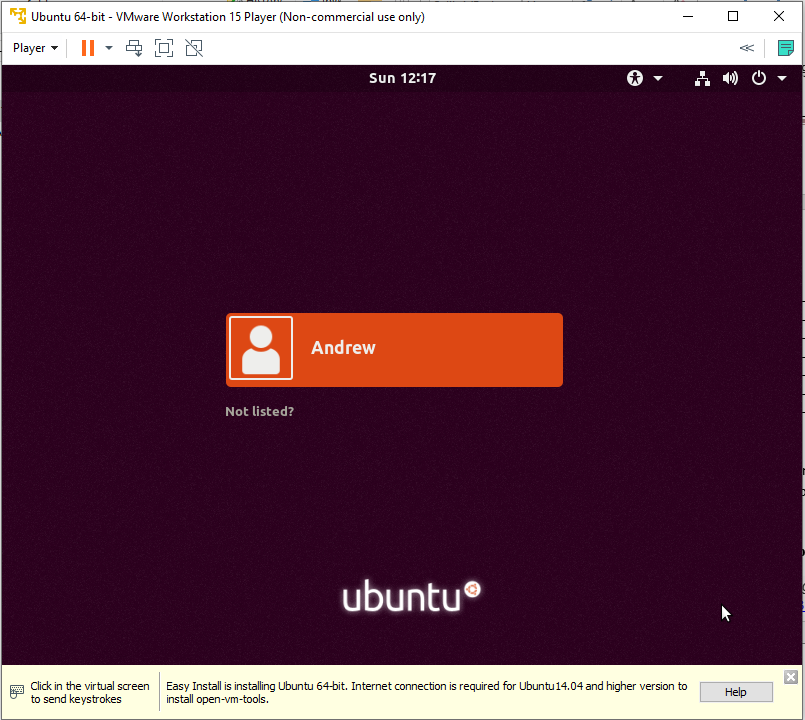 Ubuntu 64-bit - VMware Workstation 15 Player (Non-commercial use only)
Player
Sun 12:17
Andrew
Not listed?
ubuntu
Click in the virtual screen
to send keystrokes
Easy Install is installing Ubuntu 64-bit. Internet connection is required for Ubuntu14.04 and higher version to
install open-vm-tools.
Help